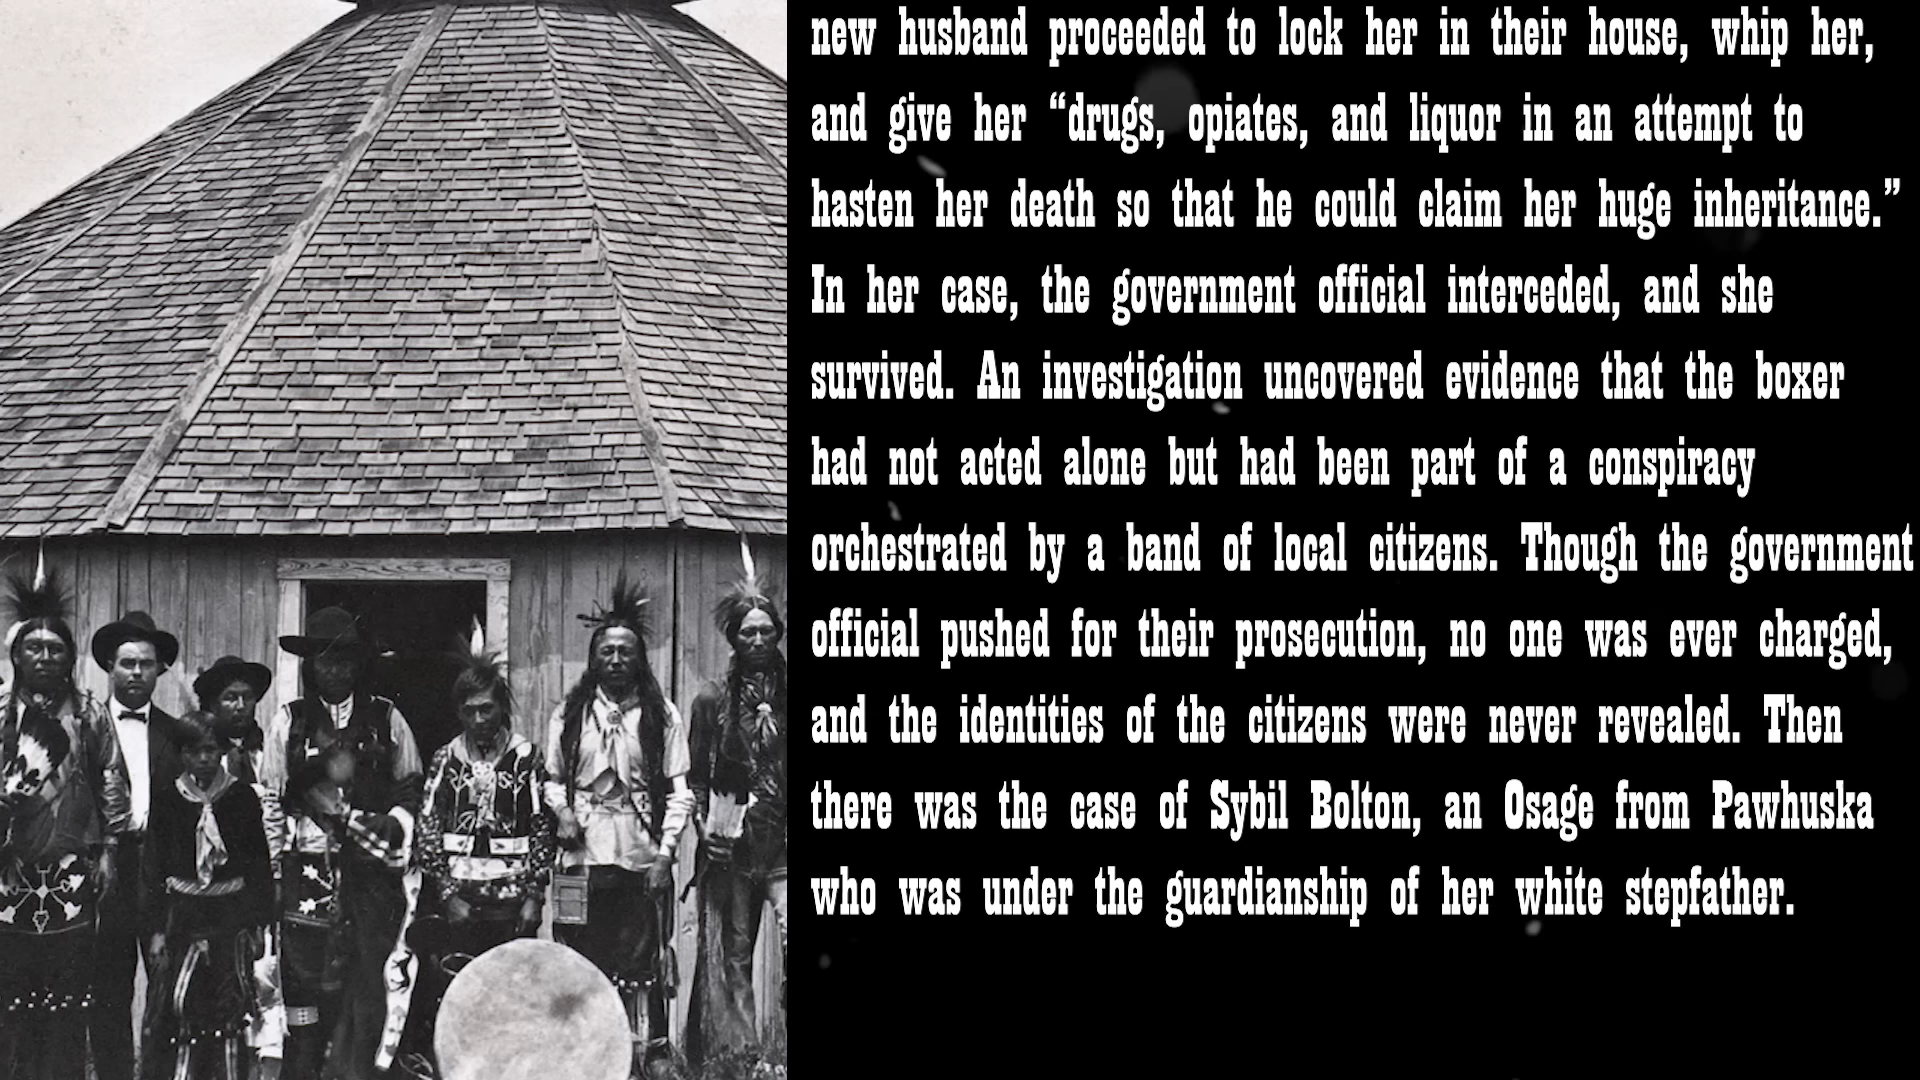 new husband proceeded to lock her in their house, whip her,
and give her “drugs, opiates, and liquor in an attempt to
hasten her death so that he could claim her huge inheritance.”
In her case, the government official interceded, and she
survived. An investigation uncovered evidence that the boxer
had not acted alone but had been part of a conspiracy
orchestrated by a band of local citizens. Though the government
official pushed for their prosecution, no one was ever charged,
and the identities of the citizens were never revealed. Then
there was the case of Sybil Bolton, an Osage from Pawhuska
who was under the guardianship of her white stepfather.